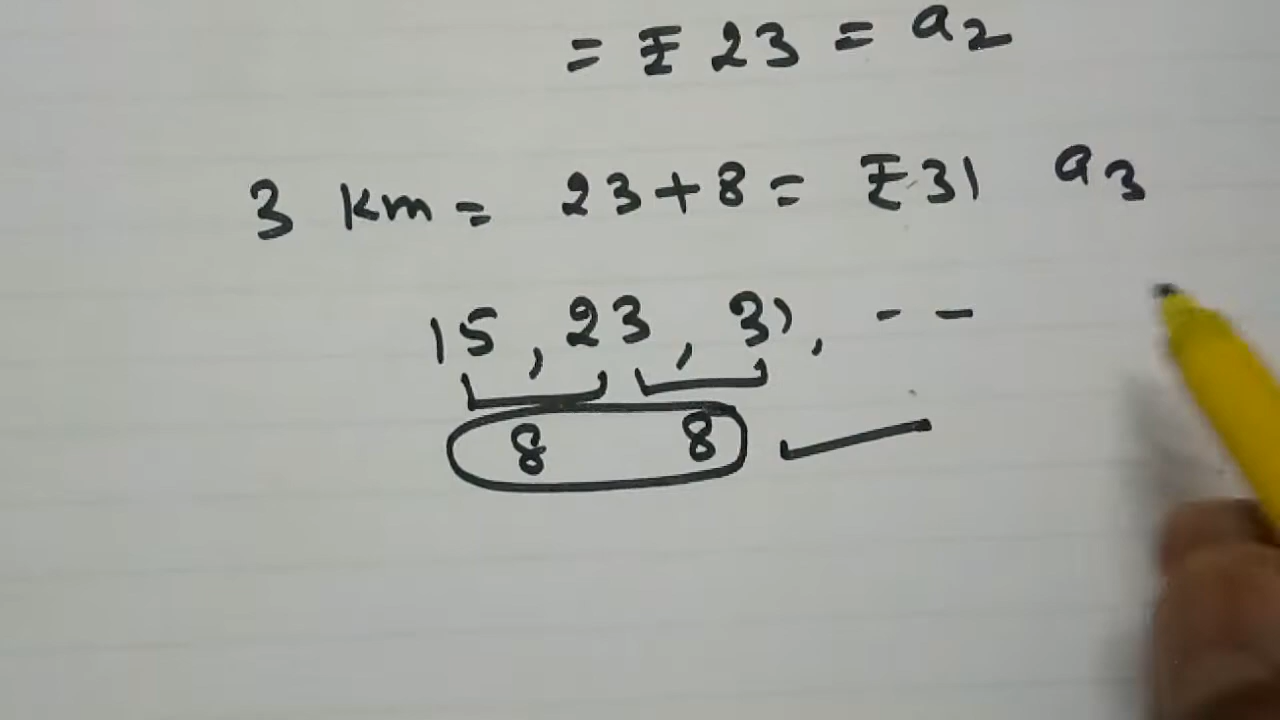 = ₹ 23 = a2
3 km = 23+8 = ₹31 a3
15, 23, 31, - -
8 8